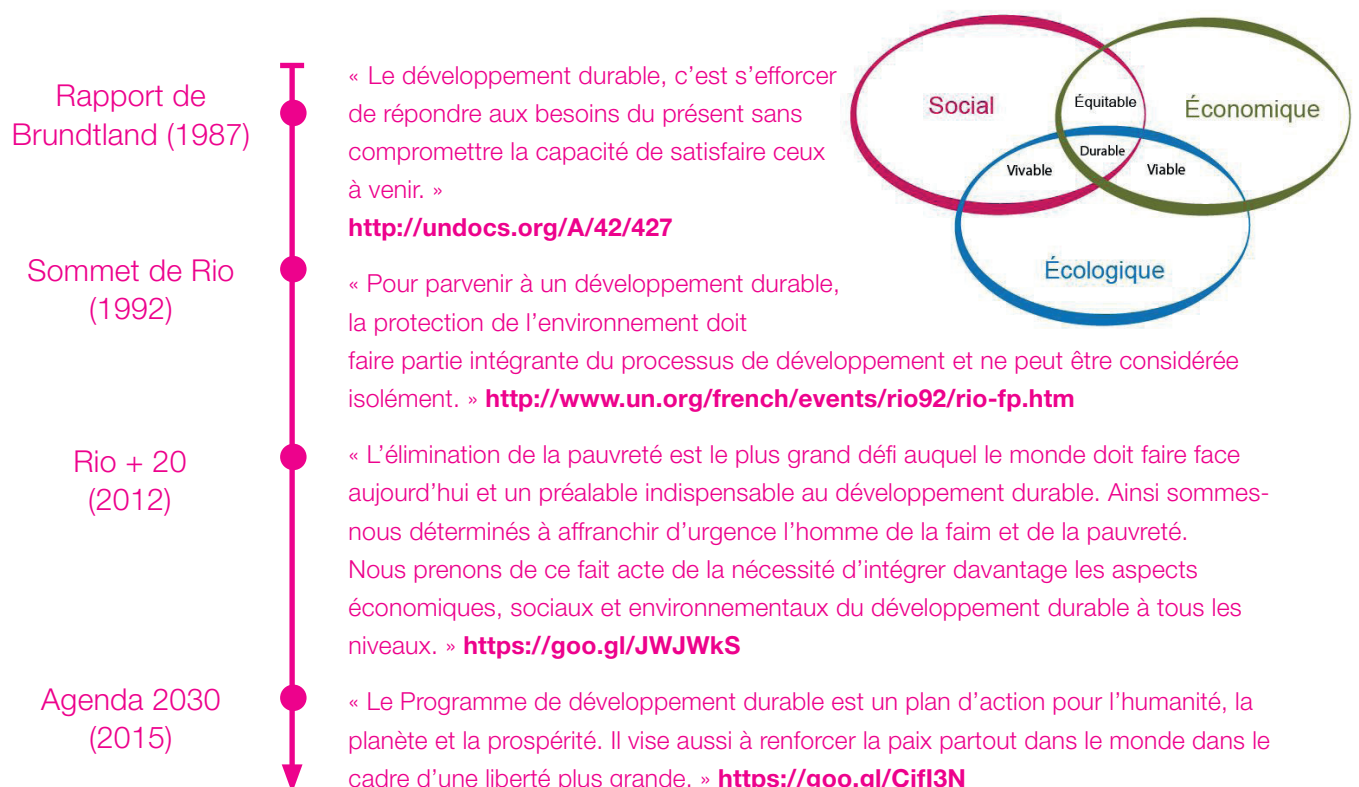 Rapport de
Brundtland (1987)
« Le développement durable, c’est s’efforcer
de répondre aux besoins du présent sans
compromettre la capacité de satisfaire ceux
à venir. »
http://undocs.org/A/42/427
Social
Équitable
Économique
Durable
Vivable
Viable
Écologique
Sommet de Rio
(1992)
« Pour parvenir à un développement durable,
la protection de l’environnement doit
faire partie intégrante du processus de développement et ne peut être considérée
isolément. » http://www.un.org/french/events/rio92/rio-fp.htm
Rio + 20
(2012)
« L’élimination de la pauvreté est le plus grand défi auquel le monde doit faire face
aujourd’hui et un préalable indispensable au développement durable. Ainsi sommes-
nous déterminés à affranchir d’urgence l’homme de la faim et de la pauvreté.
Nous prenons de ce fait acte de la nécessité d’intégrer davantage les aspects
économiques, sociaux et environnementaux du développement durable à tous les
niveaux. » https://goo.gl/JWJWkS
Agenda 2030
(2015)
« Le Programme de développement durable est un plan d’action pour l’humanité, la
planète et la prospérité. Il vise aussi à renforcer la paix partout dans le monde dans le
cadre d’une liberté plus grande. » https://goo.gl/CifI3N